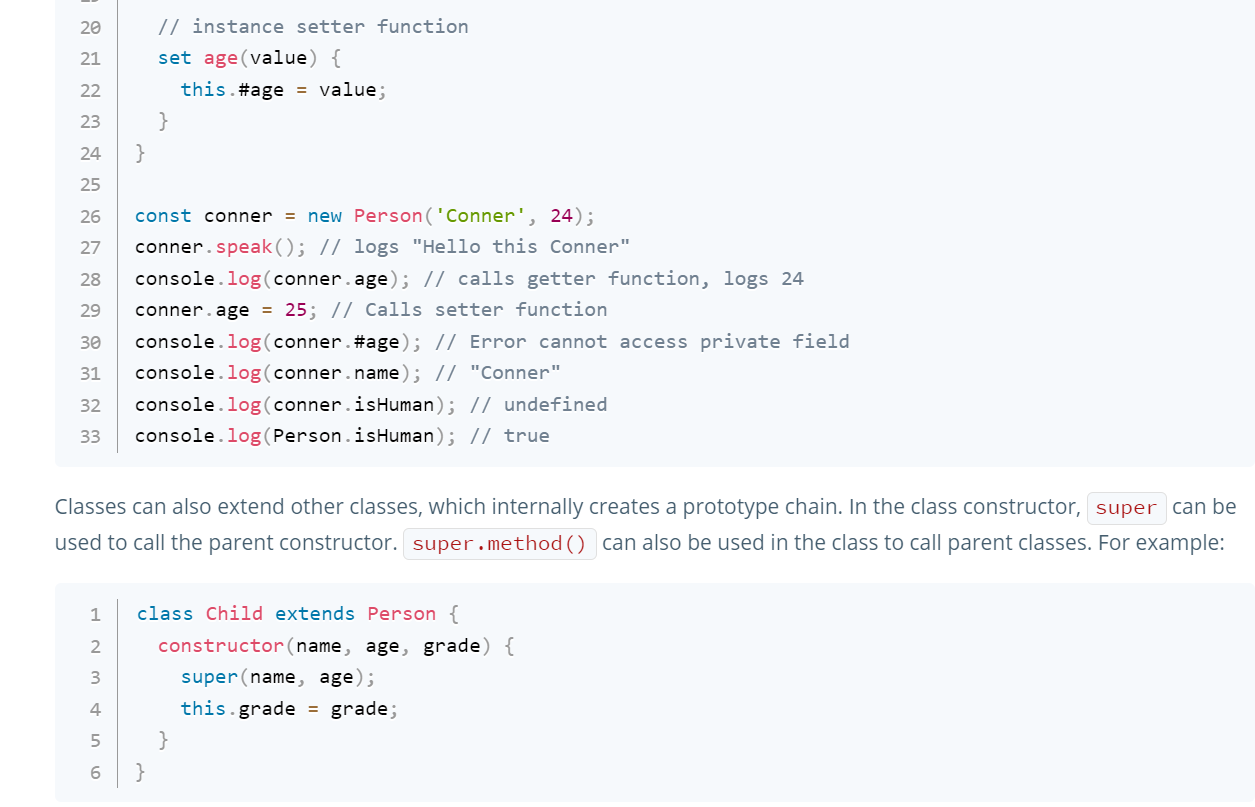 20   // instance setter function
21   set age(value) {
22     this.#age = value;
23   }
24 }
25
26 const conner = new Person('Conner', 24);
27 conner.speak(); // logs "Hello this Conner"
28 console.log(conner.age); // calls getter function, logs 24
29 conner.age = 25; // Calls setter function
30 console.log(conner.#age); // Error cannot access private field
31 console.log(conner.name); // "Conner"
32 console.log(conner.isHuman); // undefined
33 console.log(Person.isHuman); // true
Classes can also extend other classes, which internally creates a prototype chain. In the class constructor, super can be
used to call the parent constructor. super.method() can also be used in the class to call parent classes. For example:
1 class Child extends Person {
2   constructor(name, age, grade) {
3     super(name, age);
4     this.grade = grade;
5   }
6 }